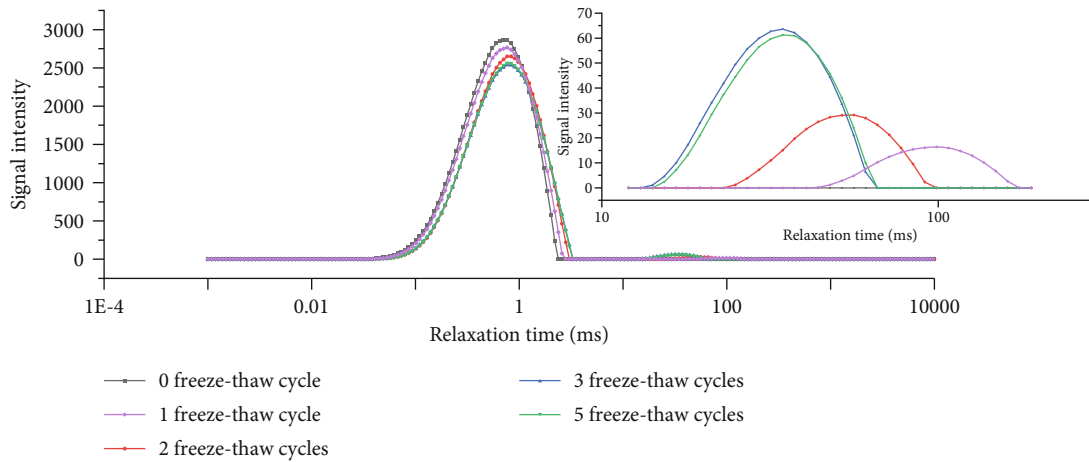 3000
2500
2000
1500
1000
500
0
Signal intensity
1E-4
0.01
1
100
10000
Relaxation time (ms)
70
60
50
40
30
20
10
0
Signal intensity
10
100
Relaxation time (ms)
0 freeze-thaw cycle
1 freeze-thaw cycle
2 freeze-thaw cycles
3 freeze-thaw cycles
5 freeze-thaw cycles